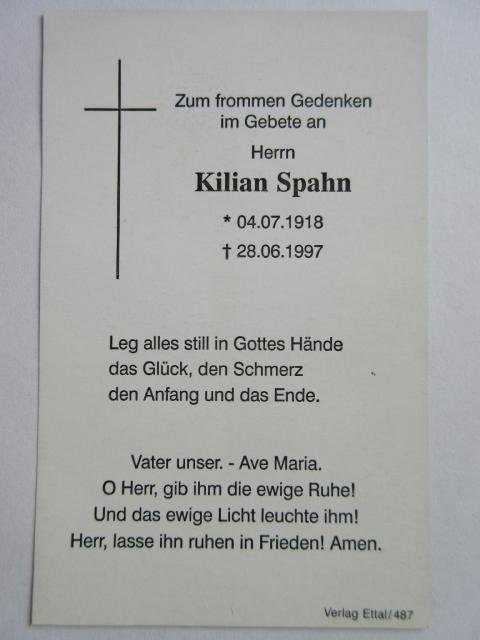 Zum frommen Gedenken
im Gebete an
Herrn
Kilian Spahn
* 04.07.1918
† 28.06.1997
Leg alles still in Gottes Hände
das Glück, den Schmerz
den Anfang und das Ende.
Vater unser. - Ave Maria.
O Herr, gib ihm die ewige Ruhe!
Und das ewige Licht leuchte ihm!
Herr, lasse ihn ruhen in Frieden! Amen.
Verlag Ettal/487